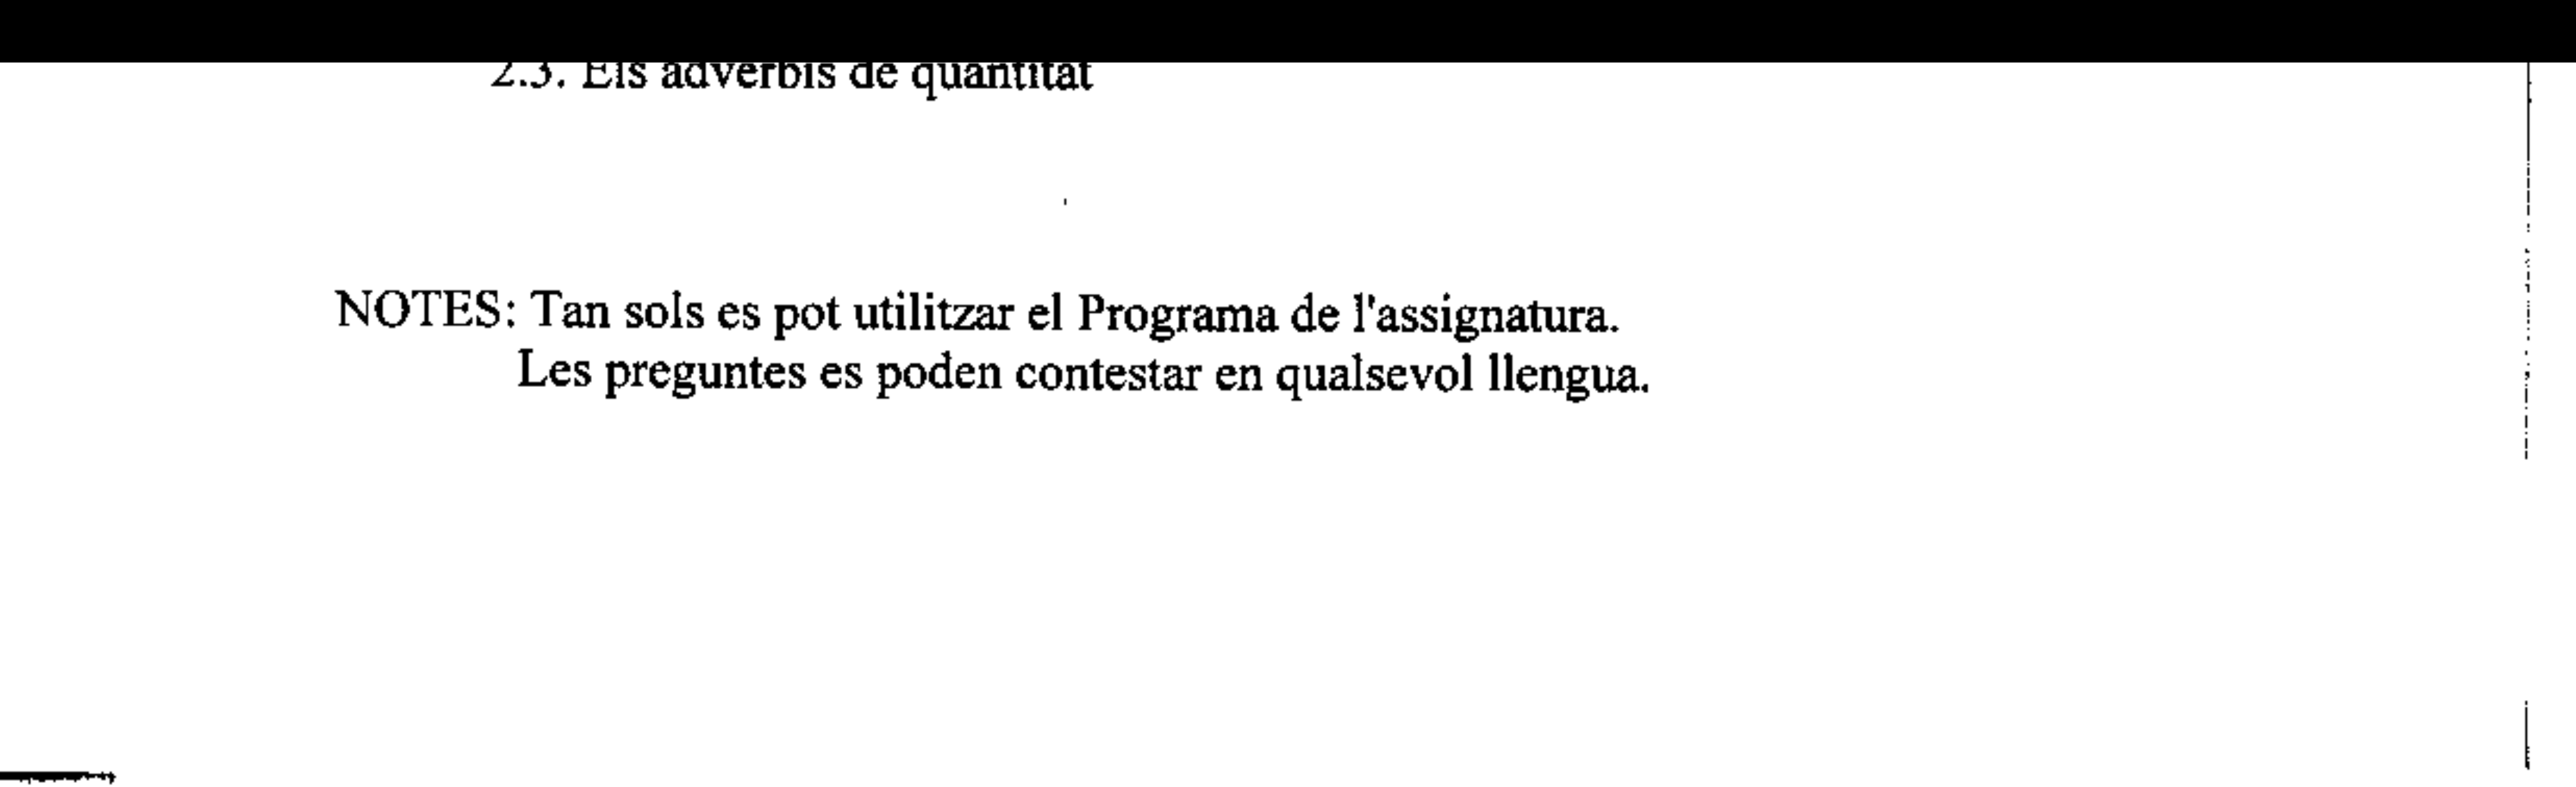 2.3. Els adverbis de quantitat
NOTES: Tan sols es pot utilitzar el Programa de l'assignatura.
Les preguntes es poden contestar en qualsevol llengua.